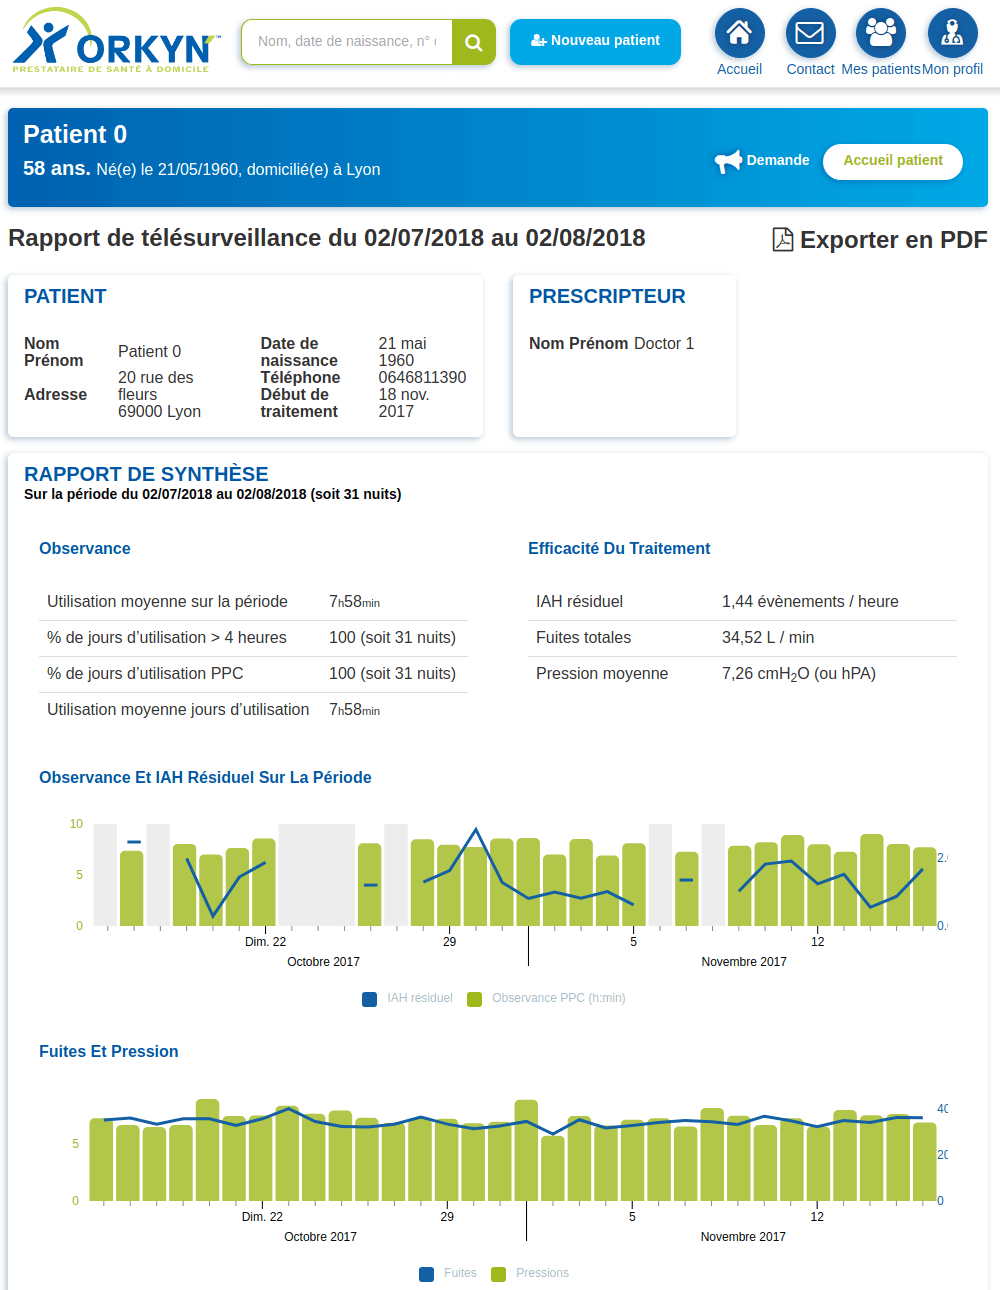 ORKYN'™
PRESTATAIRE DE SANTÉ À DOMICILE
Nom, date de naissance, n°
Nouveau patient
Accueil
Contact
Mes patients
Mon profil
Patient 0
58 ans. Né(e) le 21/05/1960, domicilié(e) à Lyon
Demande
Accueil patient
Rapport de télésurveillance du 02/07/2018 au 02/08/2018
Exporter en PDF
PATIENT
Nom Prénom
Patient 0
Date de naissance
21 mai 1960
Adresse
20 rue des fleurs
69000 Lyon
Téléphone
0646811390
Début de traitement
18 nov. 2017
PRESCRIPTEUR
Nom Prénom Doctor 1
RAPPORT DE SYNTHÈSE
Sur la période du 02/07/2018 au 02/08/2018 (soit 31 nuits)
Observance
Utilisation moyenne sur la période 7h58min
% de jours d’utilisation > 4 heures 100 (soit 31 nuits)
% de jours d’utilisation PPC 100 (soit 31 nuits)
Utilisation moyenne jours d’utilisation 7h58min
Efficacité Du Traitement
IAH résiduel 1,44 évènements / heure
Fuites totales 34,52 L / min
Pression moyenne 7,26 cmH2O (ou hPA)
Observance Et IAH Résiduel Sur La Période
10
5
0
2.
0.
Dim. 22 29 5 12
Octobre 2017 Novembre 2017
IAH résiduel Observance PPC (h:min)
Fuites Et Pression
5
0
40
20
0
Dim. 22 29 5 12
Octobre 2017 Novembre 2017
Fuites Pressions